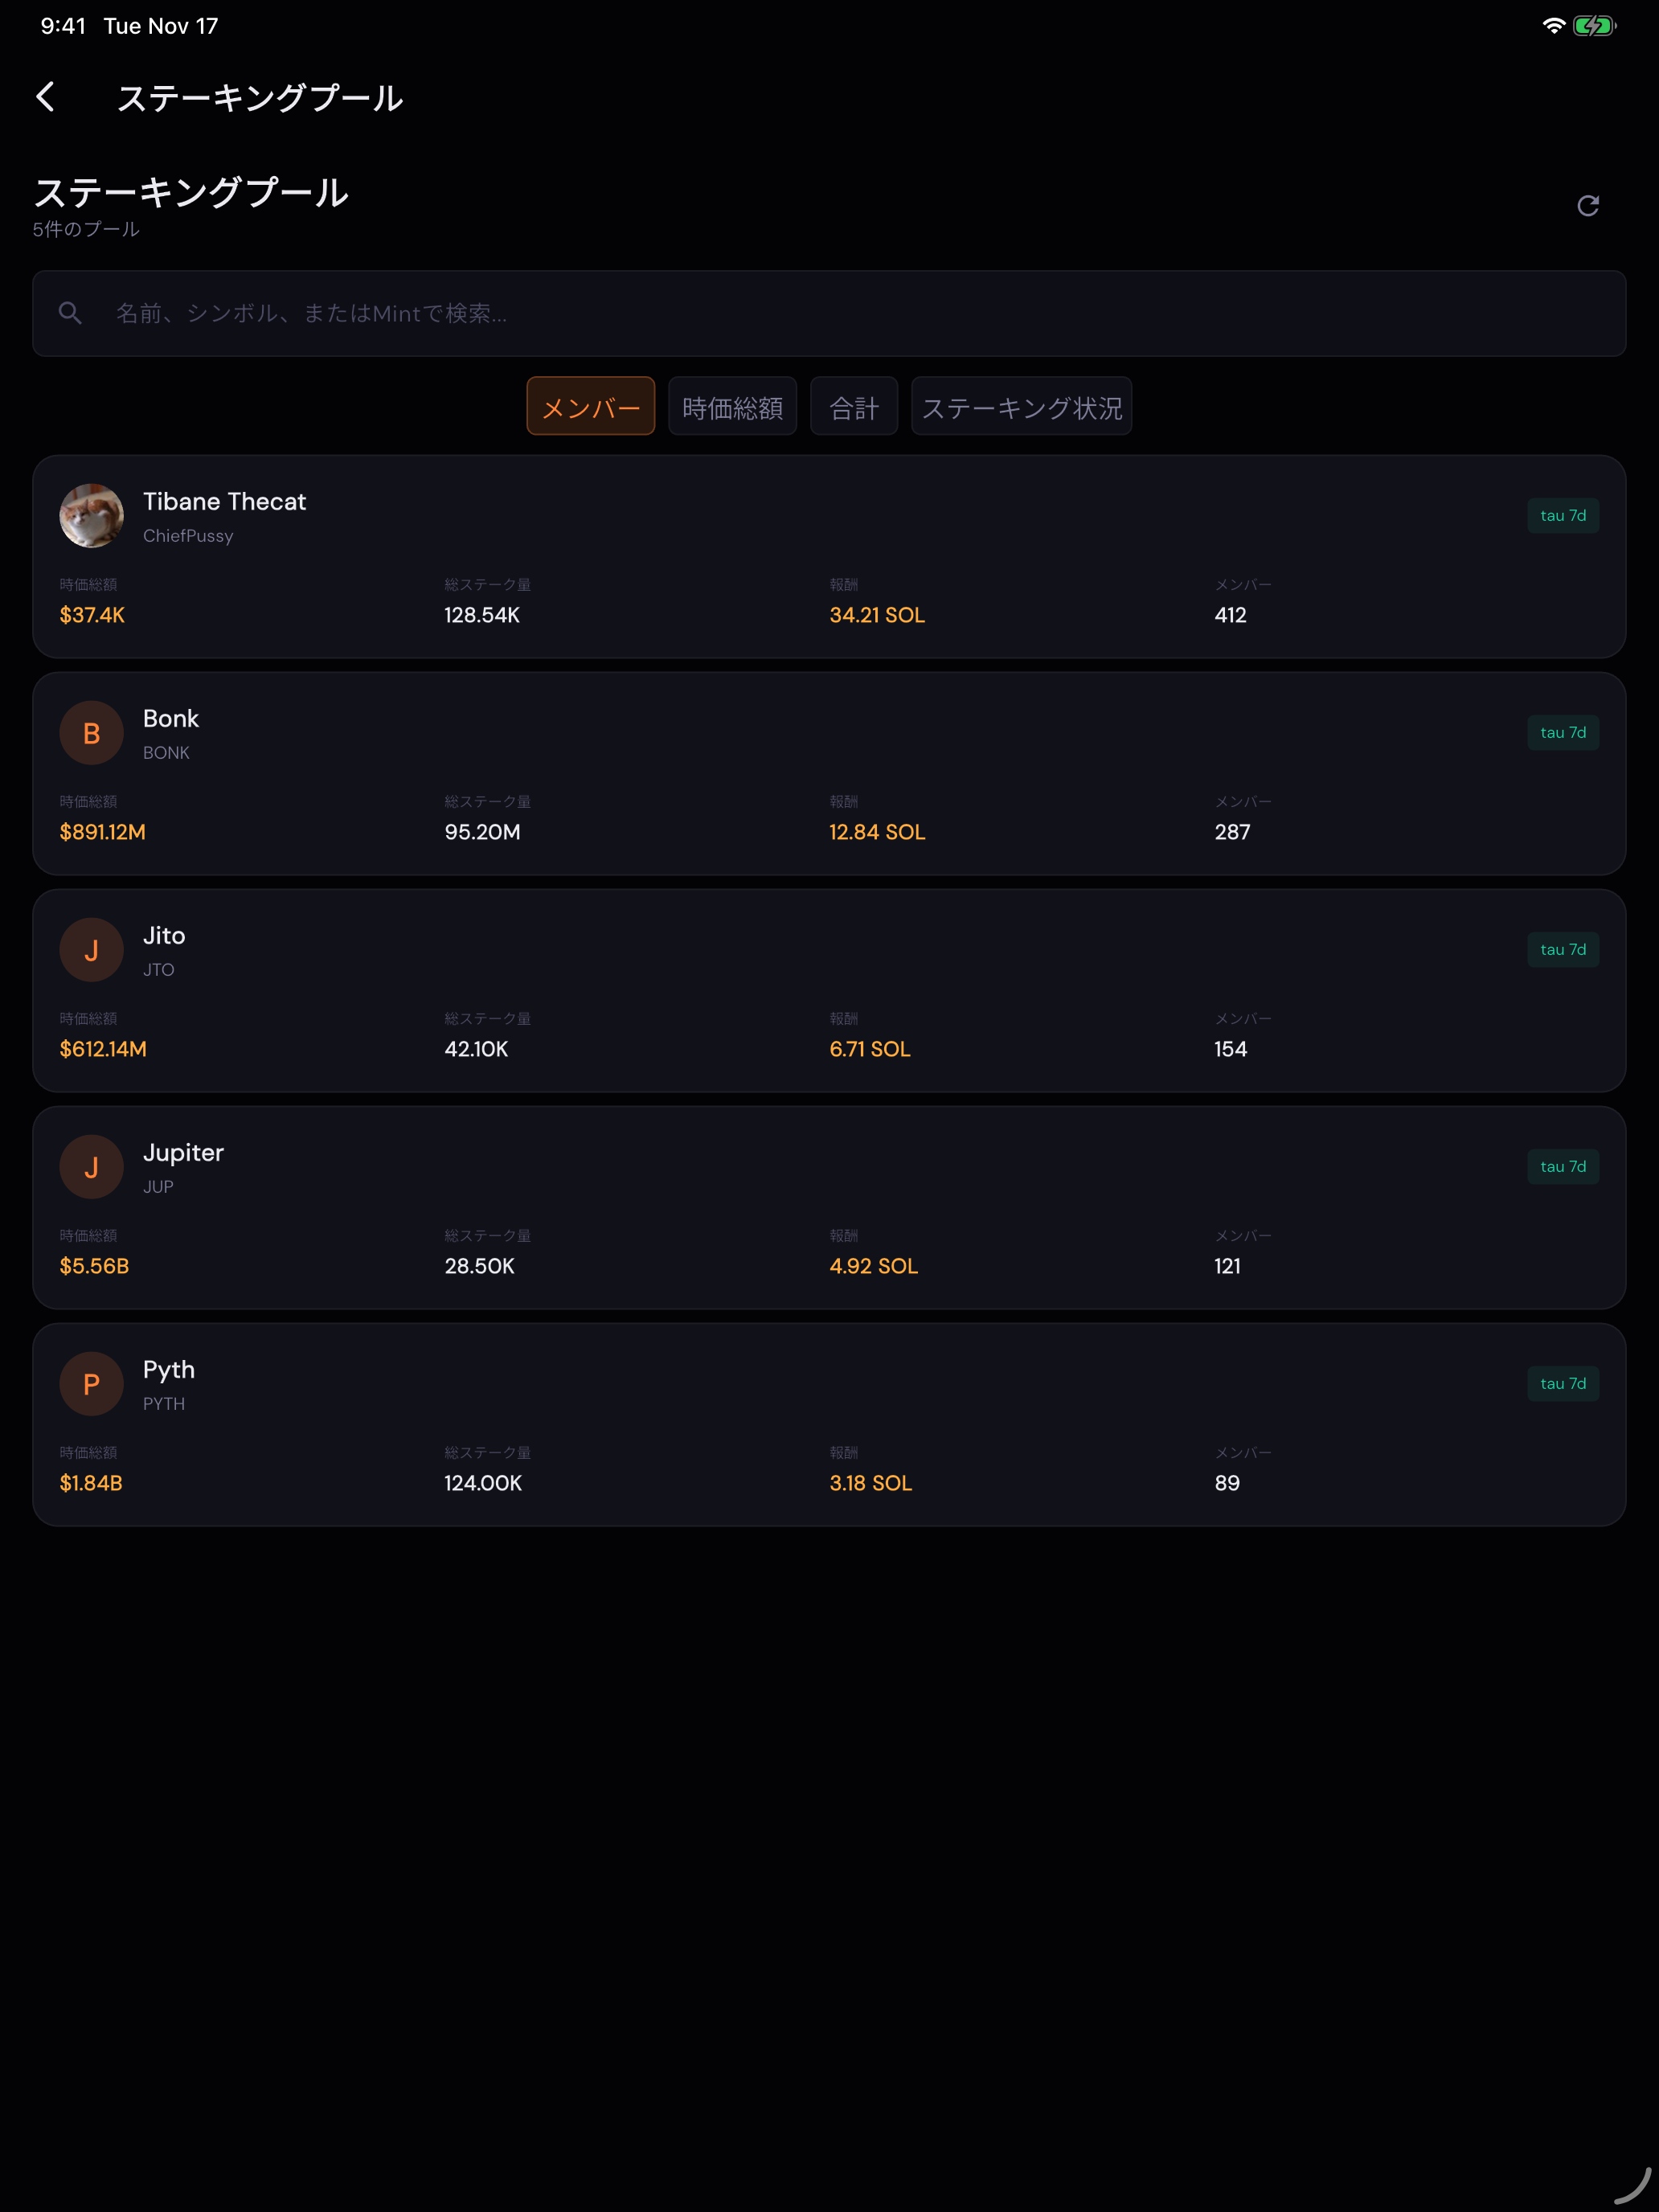 9:41 Tue Nov 17
ステーキングプール
ステーキングプール
5件のプール
名前、シンボル、またはMintで検索...
メンバー 時価総額 合計 ステーキング状況
Tibane Thecat
ChiefPussy
tau 7d
時価総額 総ステーク量 報酬 メンバー
$37.4K 128.54K 34.21 SOL 412
B
Bonk
BONK
tau 7d
時価総額 総ステーク量 報酬 メンバー
$891.12M 95.20M 12.84 SOL 287
J
Jito
JTO
tau 7d
時価総額 総ステーク量 報酬 メンバー
$612.14M 42.10K 6.71 SOL 154
J
Jupiter
JUP
tau 7d
時価総額 総ステーク量 報酬 メンバー
$5.56B 28.50K 4.92 SOL 121
P
Pyth
PYTH
tau 7d
時価総額 総ステーク量 報酬 メンバー
$1.84B 124.00K 3.18 SOL 89